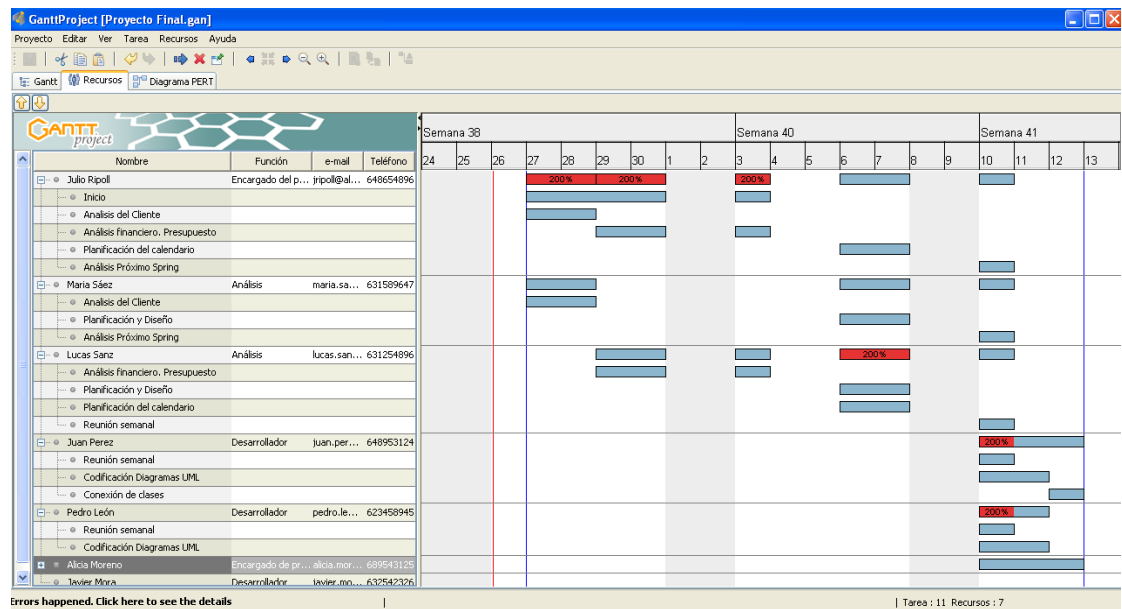 GanttProject [Proyecto Final.gan]
Proyecto Editar Ver Tarea Recursos Ayuda
Gantt Recursos Diagrama PERT
GANTT project
Semana 38 Semana 40 Semana 41
Nombre Función e-mail Teléfono 24 25 26 27 28 29 30 1 2 3 4 5 6 7 8 9 10 11 12 13
Julio Ripoll Encargado del p... jripoll@al... 648654896 200% 200% 200%
Inicio
Analisis del Cliente
Análisis financiero. Presupuesto
Planificación del calendario
Análisis Próximo Spring
Maria Sáez Análisis maria.sa... 631589647
Analisis del Cliente
Planificación y Diseño
Análisis Próximo Spring
Lucas Sanz Análisis lucas.san... 631254896 200%
Análisis financiero. Presupuesto
Planificación y Diseño
Planificación del calendario
Reunión semanal
Juan Perez Desarrollador juan.per... 648953124 200%
Reunión semanal
Codificación Diagramas UML
Conexión de clases
Pedro León Desarrollador pedro.le... 623458945 200%
Reunión semanal
Codificación Diagramas UML
Alicia Moreno Encargado de pr... alicia.mor... 689543125
Javier Mora Desarrollador javier.mo... 632542326
Errors happened. Click here to see the details Tarea : 11 Recursos : 7